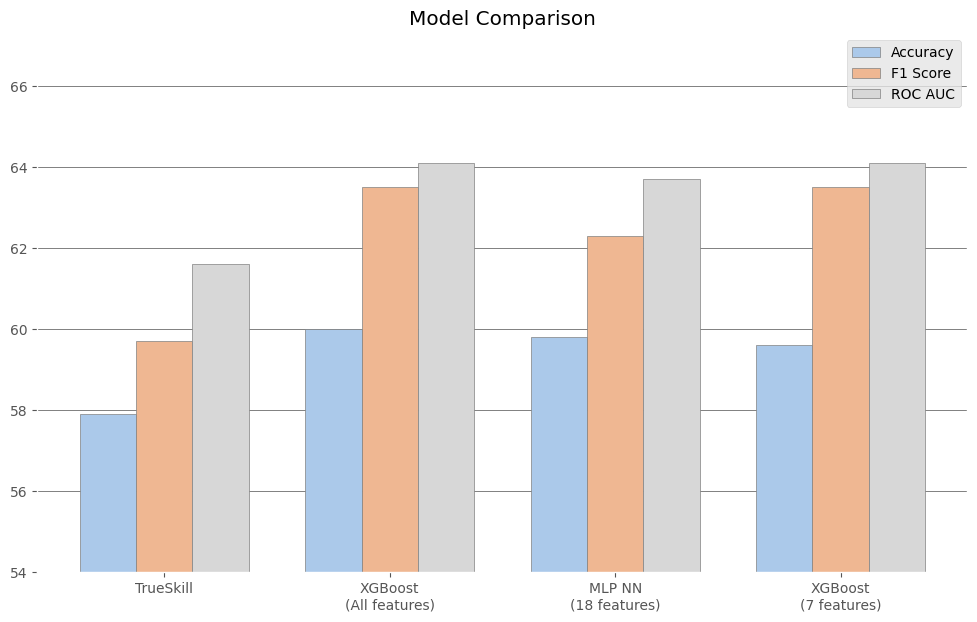 Model Comparison
Accuracy
F1 Score
ROC AUC
66
64
62
60
58
56
54
TrueSkill
XGBoost
(All features)
MLP NN
(18 features)
XGBoost
(7 features)